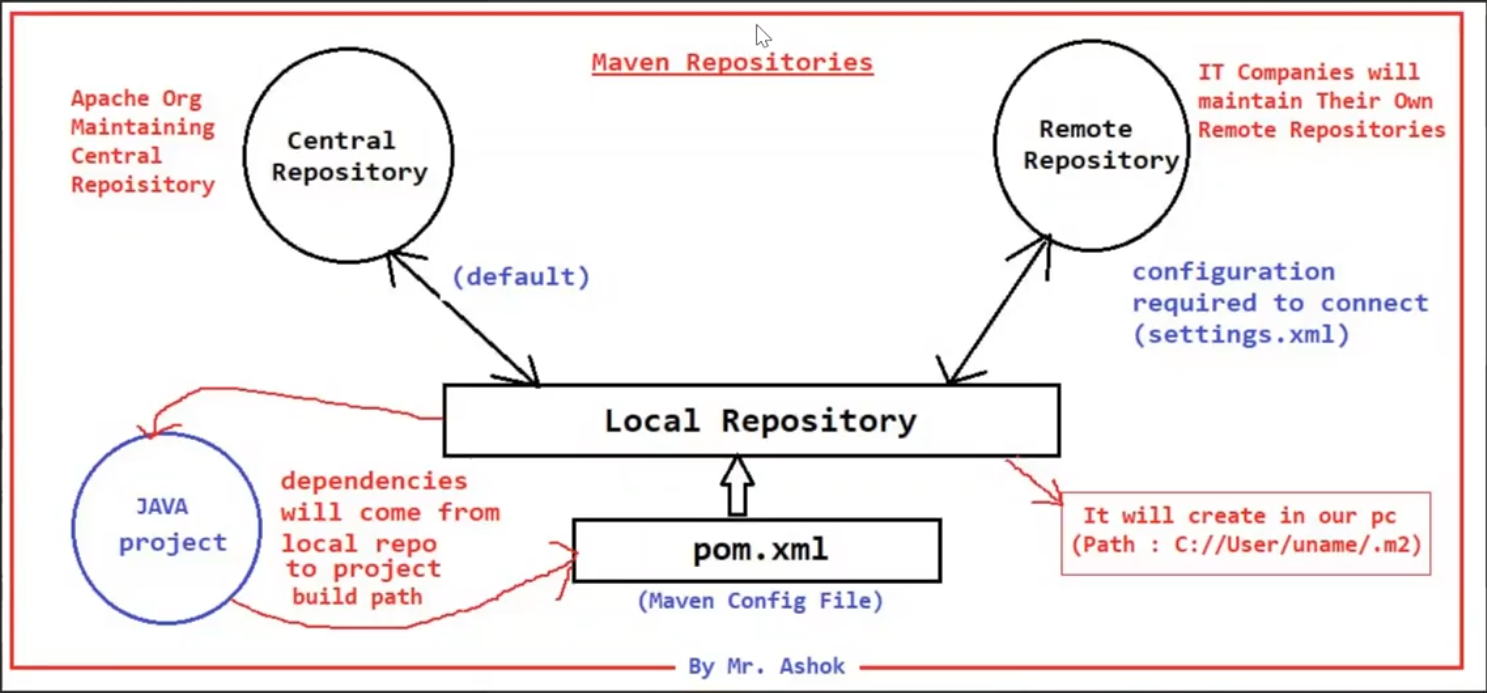 Maven Repositories
Apache Org
Maintaining
Central
Repoisitory
Central
Repository
Remote
Repository
IT Companies will
maintain Their Own
Remote Repositories
(default)
configuration
required to connect
(settings.xml)
Local Repository
JAVA
project
dependencies
will come from
local repo
to project
build path
pom.xml
(Maven Config File)
It will create in our pc
(Path : C://User/uname/.m2)
By Mr. Ashok